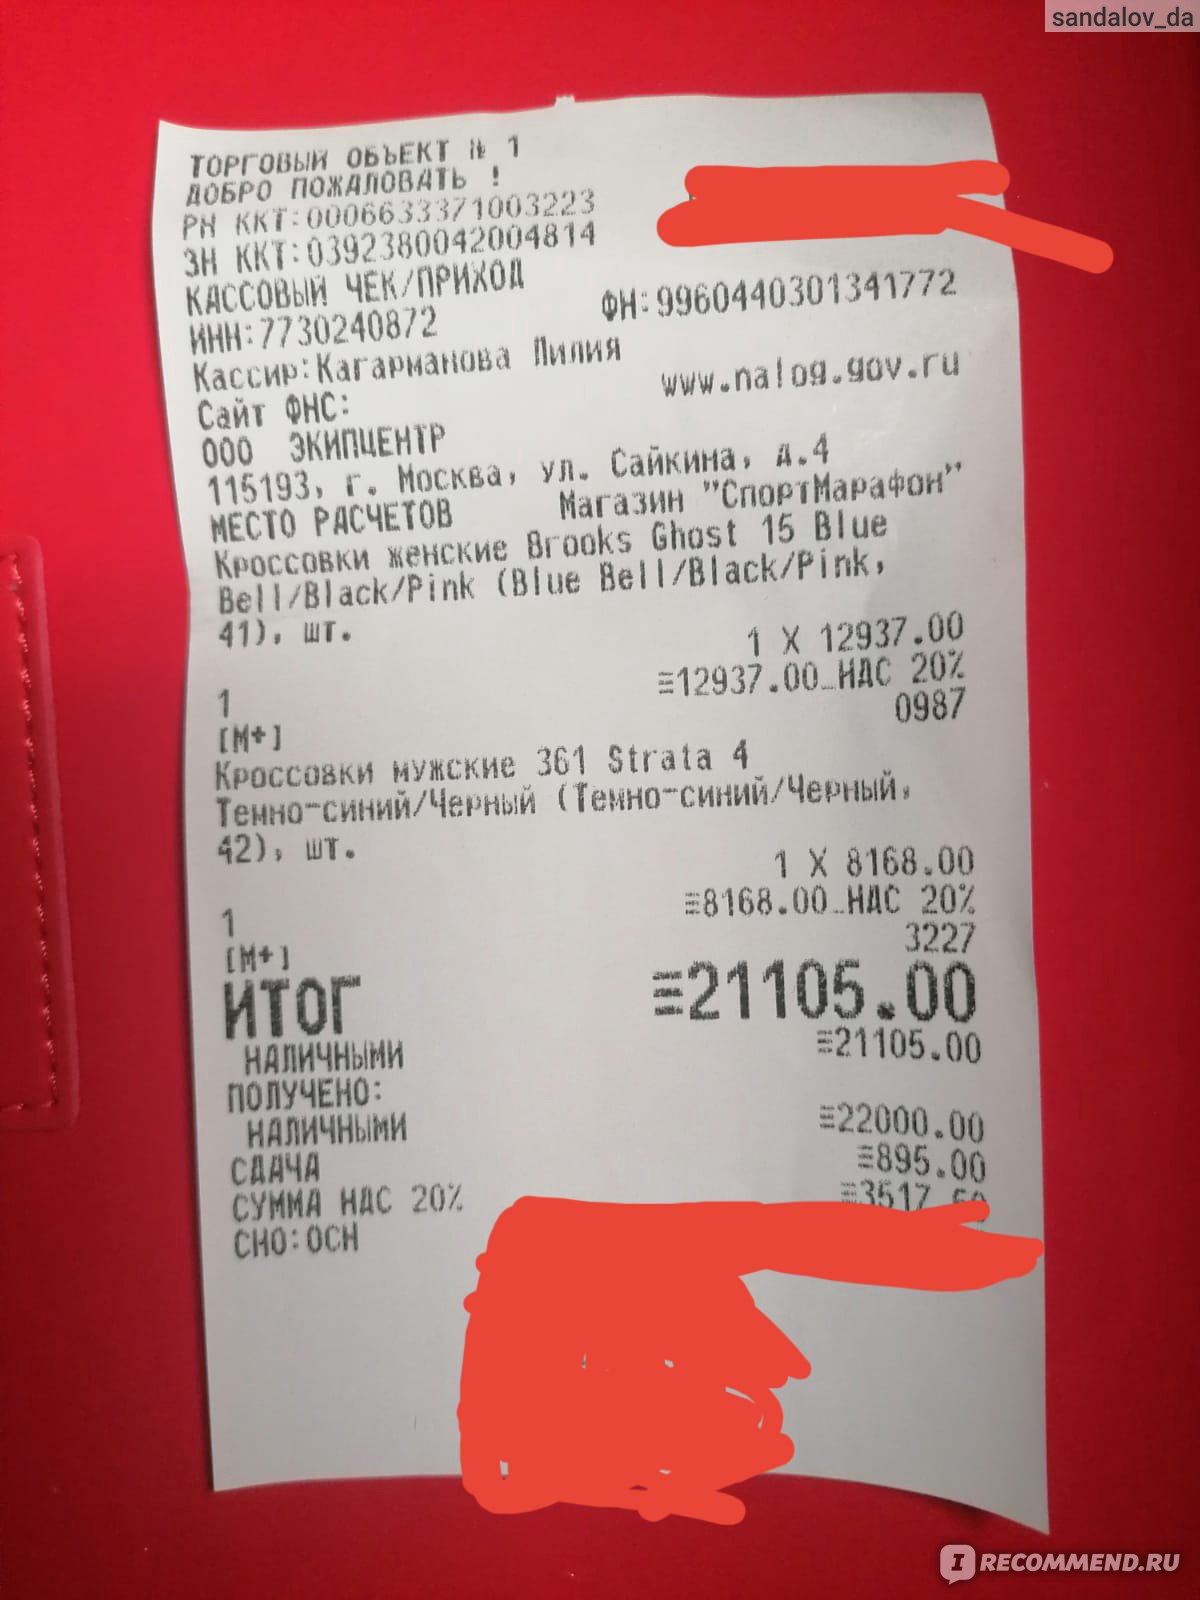 sandalov_da
ТОРГОВЫЙ ОБЪЕКТ № 1
ДОБРО ПОЖАЛОВАТЬ !
РН ККТ:0006633371003223
ЗН ККТ:0392380042004814
КАССОВЫЙ ЧЕК/ПРИХОД
ИНН:7730240872 ФН:9960440301341772
Кассир:Кагарманова Лилия
Сайт ФНС: www.nalog.gov.ru
ООО ЭКИПЦЕНТР
115193, г. Москва, ул. Сайкина, д.4
МЕСТО РАСЧЕТОВ Магазин "СпортМарафон"
Кроссовки женские Brooks Ghost 15 Blue
Bell/Black/Pink (Blue Bell/Black/Pink,
41), шт.
1 X 12937.00
1 ≡12937.00_НДС 20%
[M+] 0987
Кроссовки мужские 361 Strata 4
Темно-синий/Черный (Темно-синий/Черный,
42), шт.
1 X 8168.00
1 ≡8168.00_НДС 20%
[M+] 3227
ИТОГ ≡21105.00
НАЛИЧНЫМИ ≡21105.00
ПОЛУЧЕНО:
НАЛИЧНЫМИ ≡22000.00
СДАЧА ≡895.00
СУММА НДС 20% ≡3517.50
СНО:ОСН
IRECOMMEND.RU